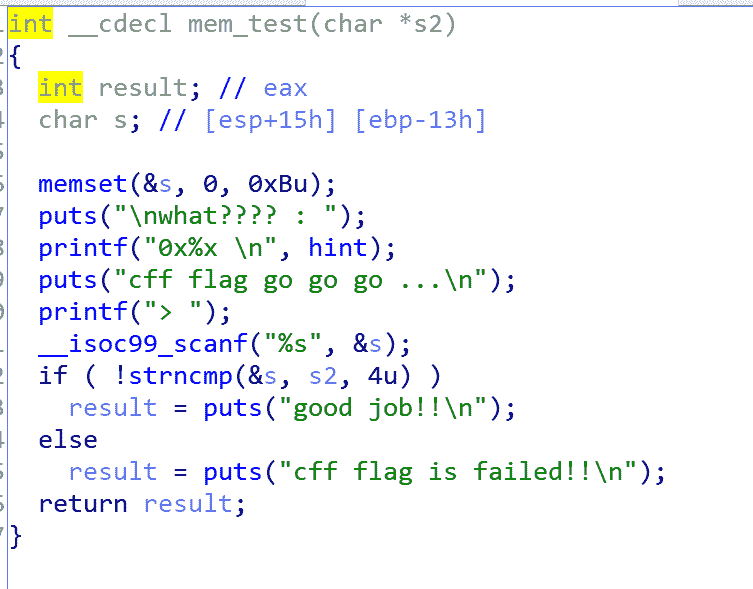 int __cdecl mem_test(char *s2)
{
  int result; // eax
  char s; // [esp+15h] [ebp-13h]

  memset(&s, 0, 0xBu);
  puts("\nwhat???? : ");
  printf("0x%x \n", hint);
  puts("cff flag go go go ...\n");
  printf("> ");
  __isoc99_scanf("%s", &s);
  if ( !strncmp(&s, s2, 4u) )
    result = puts("good job!!\n");
  else
    result = puts("cff flag is failed!!\n");
  return result;
}